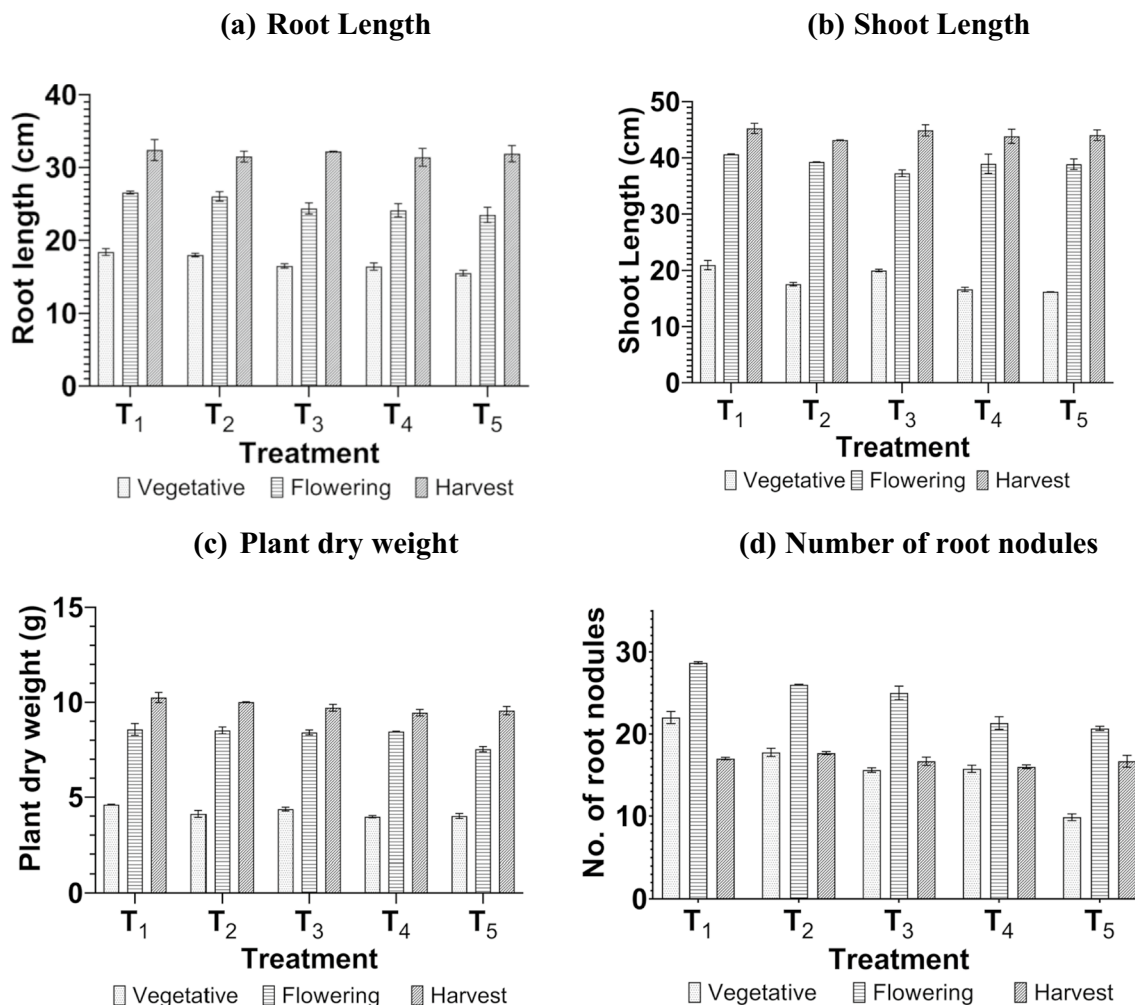 (a) Root Length
40
30
20
10
0
Root length (cm)
T1 T2 T3 T4 T5
Treatment
Vegetative Flowering Harvest
(b) Shoot Length
50
40
30
20
10
0
Shoot Length (cm)
T1 T2 T3 T4 T5
Treatment
Vegetative Flowering Harvest
(c) Plant dry weight
15
10
5
0
Plant dry weight (g)
T1 T2 T3 T4 T5
Treatment
Vegetative Flowering Harvest
(d) Number of root nodules
30
20
10
0
No. of root nodules
T1 T2 T3 T4 T5
Treatment
Vegetative Flowering Harvest